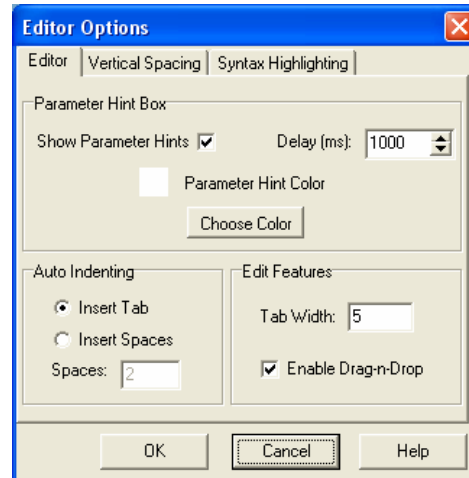 Editor Options
Editor Vertical Spacing Syntax Highlighting
Parameter Hint Box
Show Parameter Hints Delay (ms): 1000
Parameter Hint Color
Choose Color
Auto Indenting
Insert Tab
Insert Spaces
Spaces: 2
Edit Features
Tab Width: 5
Enable Drag-n-Drop
OK Cancel Help